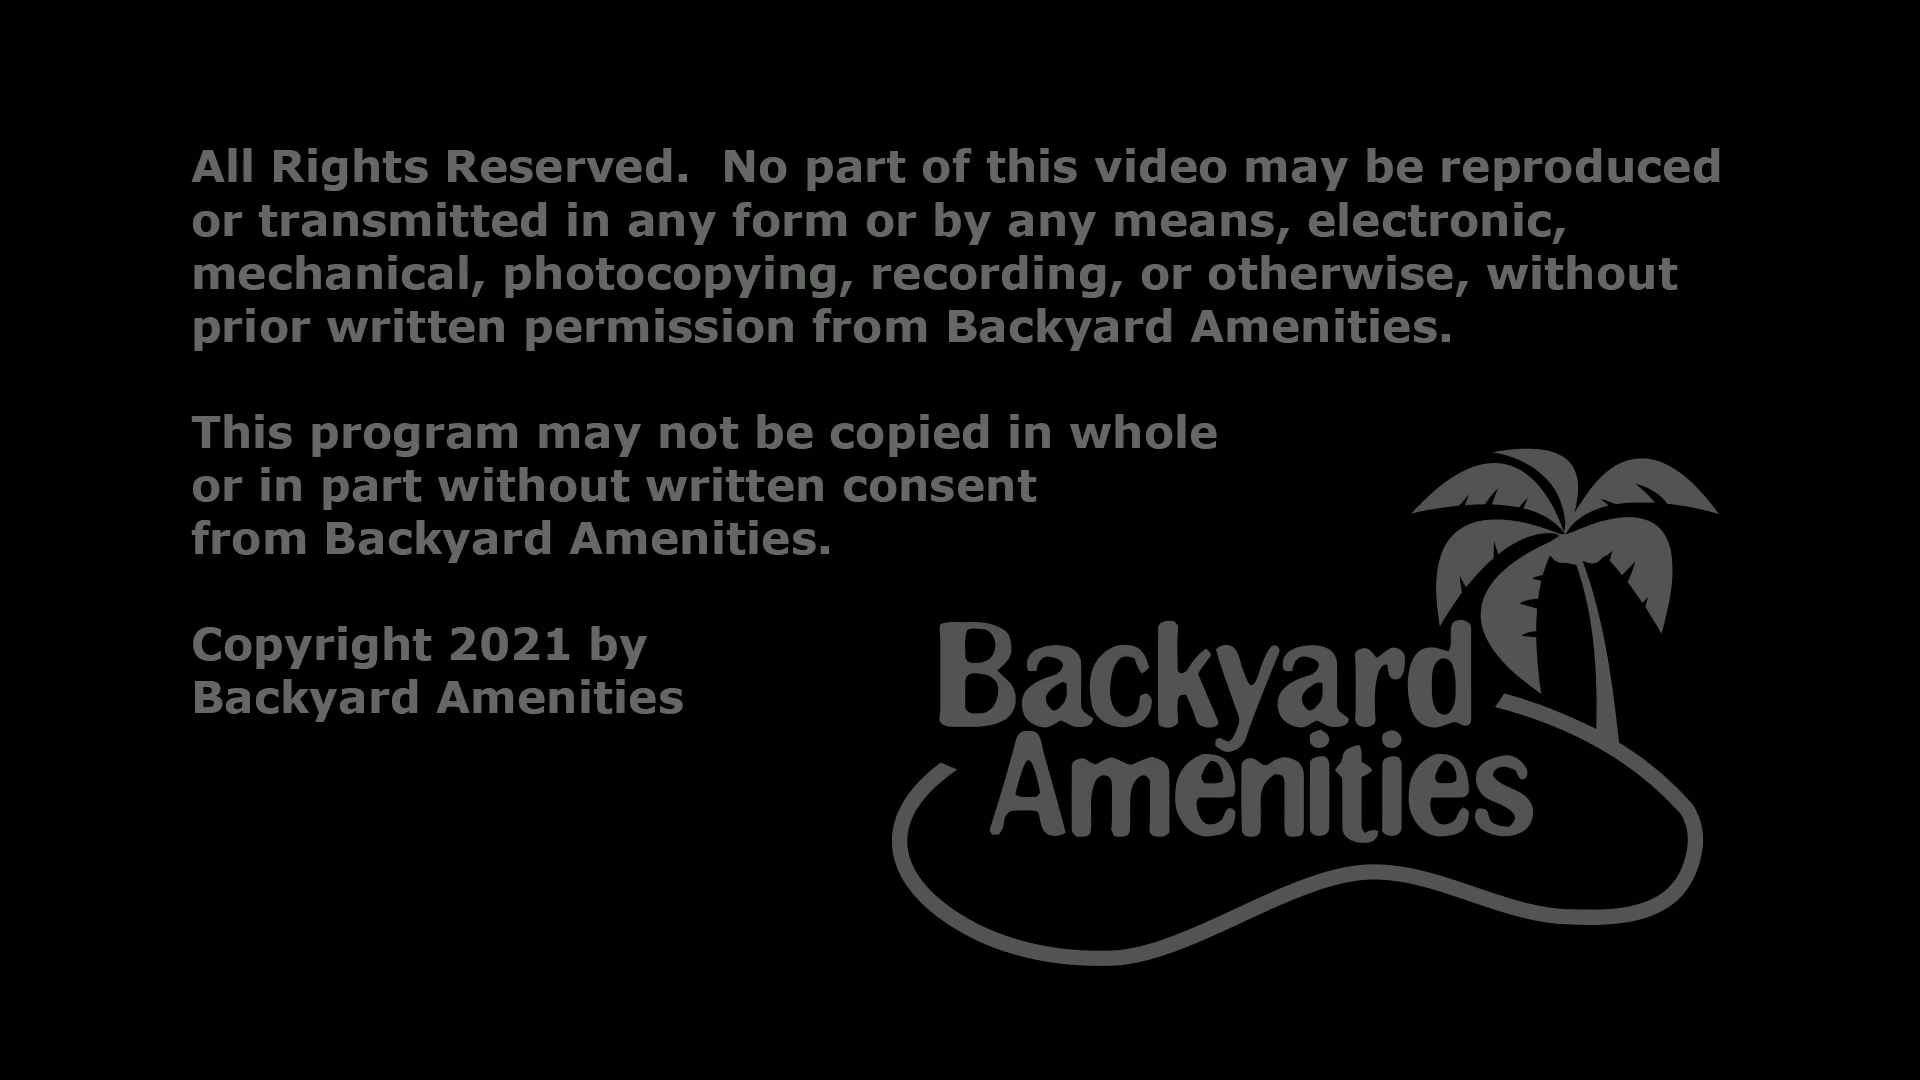 All Rights Reserved.  No part of this video may be reproduced
or transmitted in any form or by any means, electronic,
mechanical, photocopying, recording, or otherwise, without
prior written permission from Backyard Amenities.
This program may not be copied in whole
or in part without written consent
from Backyard Amenities.
Copyright 2021 by
Backyard Amenities
Backyard
Amenities